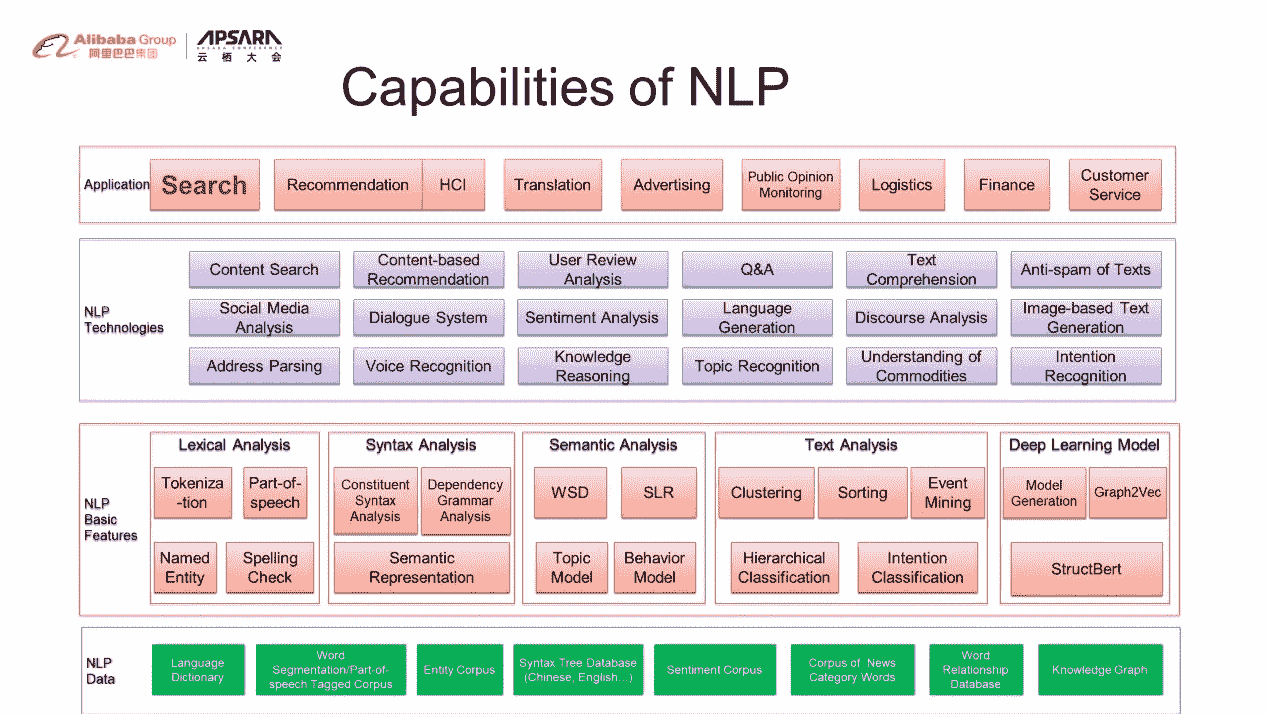 Alibaba Group
阿里巴巴集团
APSARA
APSARA CONFERENCE
云栖大会
Capabilities of NLP
Application
Search
Recommendation
HCI
Translation
Advertising
Public Opinion
Monitoring
Logistics
Finance
Customer
Service
NLP
Technologies
Content Search
Content-based
Recommendation
User Review
Analysis
Q&A
Text
Comprehension
Anti-spam of Texts
Social Media
Analysis
Dialogue System
Sentiment Analysis
Language
Generation
Discourse Analysis
Image-based Text
Generation
Address Parsing
Voice Recognition
Knowledge
Reasoning
Topic Recognition
Understanding of
Commodities
Intention
Recognition
NLP
Basic
Features
Lexical Analysis
Tokeniza
-tion
Part-of-
speech
Named
Entity
Spelling
Check
Syntax Analysis
Constituent
Syntax
Analysis
Dependency
Grammar
Analysis
Semantic
Representation
Semantic Analysis
WSD
SLR
Topic
Model
Behavior
Model
Text Analysis
Clustering
Sorting
Event
Mining
Hierarchical
Classification
Intention
Classification
Deep Learning Model
Model
Generation
Graph2Vec
StructBert
NLP
Data
Language
Dictionary
Word
Segmentation/Part-of-
speech Tagged Corpus
Entity Corpus
Syntax Tree Database
(Chinese, English...)
Sentiment Corpus
Corpus of News
Category Words
Word
Relationship
Database
Knowledge Graph